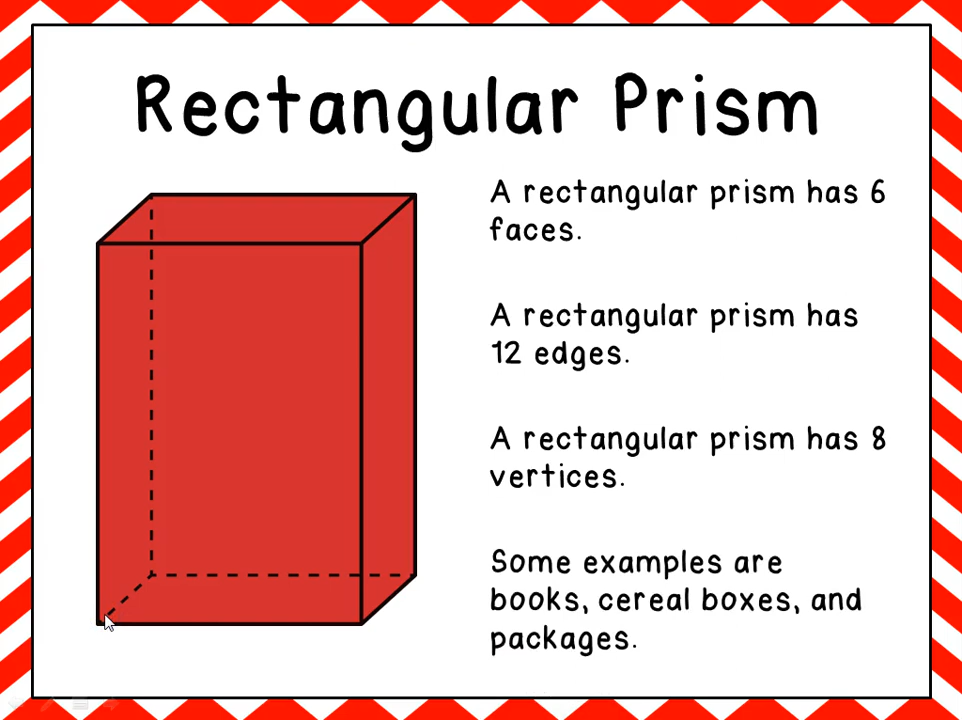 Rectangular Prism
A rectangular prism has 6
faces.
A rectangular prism has
12 edges.
A rectangular prism has 8
vertices.
Some examples are
books, cereal boxes, and
packages.